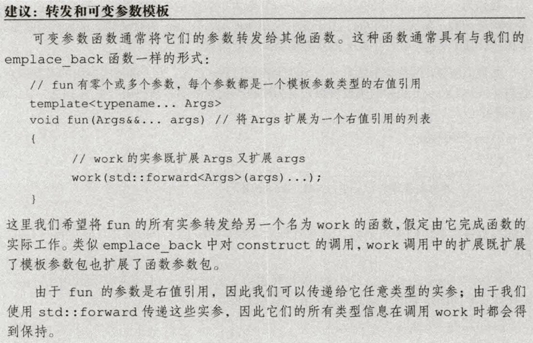 建议：转发和可变参数模板
可变参数函数通常将它们的参数转发给其他函数。这种函数通常具有与我们的
emplace_back 函数一样的形式：
// fun 有零个或多个参数，每个参数都是一个模板参数类型的右值引用
template<typename... Args>
void fun(Args&&... args) // 将 Args 扩展为一个右值引用的列表
{
// work 的实参既扩展 Args 又扩展 args
work(std::forward<Args>(args)...);
}
这里我们希望将 fun 的所有实参转发给另一个名为 work 的函数，假定由它完成函数的
实际工作。类似 emplace_back 中对 construct 的调用，work 调用中的扩展既扩展
了模板参数包也扩展了函数参数包。
由于 fun 的参数是右值引用，因此我们可以传递给它任意类型的实参；由于我们
使用 std::forward 传递这些实参，因此它们的所有类型信息在调用 work 时都会得
到保持。